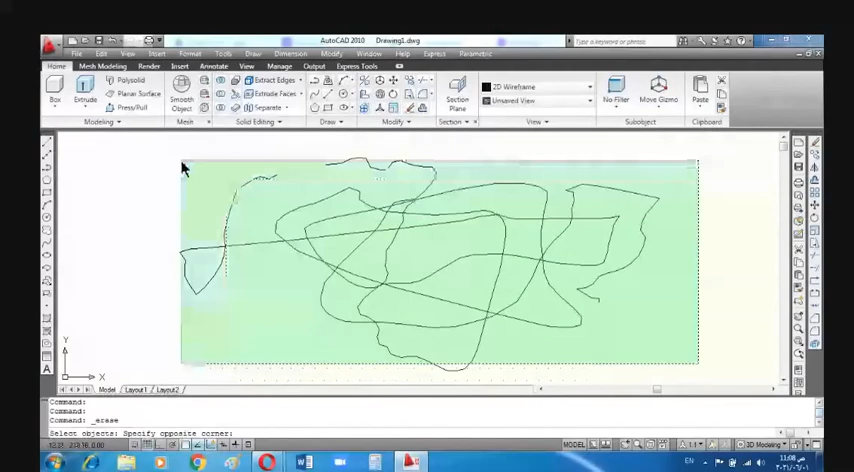 AutoCAD 2010 Drawing1.dwg
Type a keyword or phrase
File Edit View Insert Format Tools Draw Dimension Modify Window Help Express Parametric
Home Mesh Modeling Render Insert Annotate View Manage Output Express Tools
Box
Extrude
Polysolid
Planar Surface
Press/Pull
Smooth
Object
Extract Edges
Extrude Faces
Separate
Section
Plane
2D Wireframe
Unsaved View
No Filter
Move Gizmo
Paste
Modeling
Mesh
Solid Editing
Draw
Modify
View
Subobject
Clipboard
Y
X
A
Model Layout1 Layout2
Command:
Command:
Command: _erase
Select objects: Specify opposite corner:
MODEL
1:1
3D Modeling
EN
11:08 ص